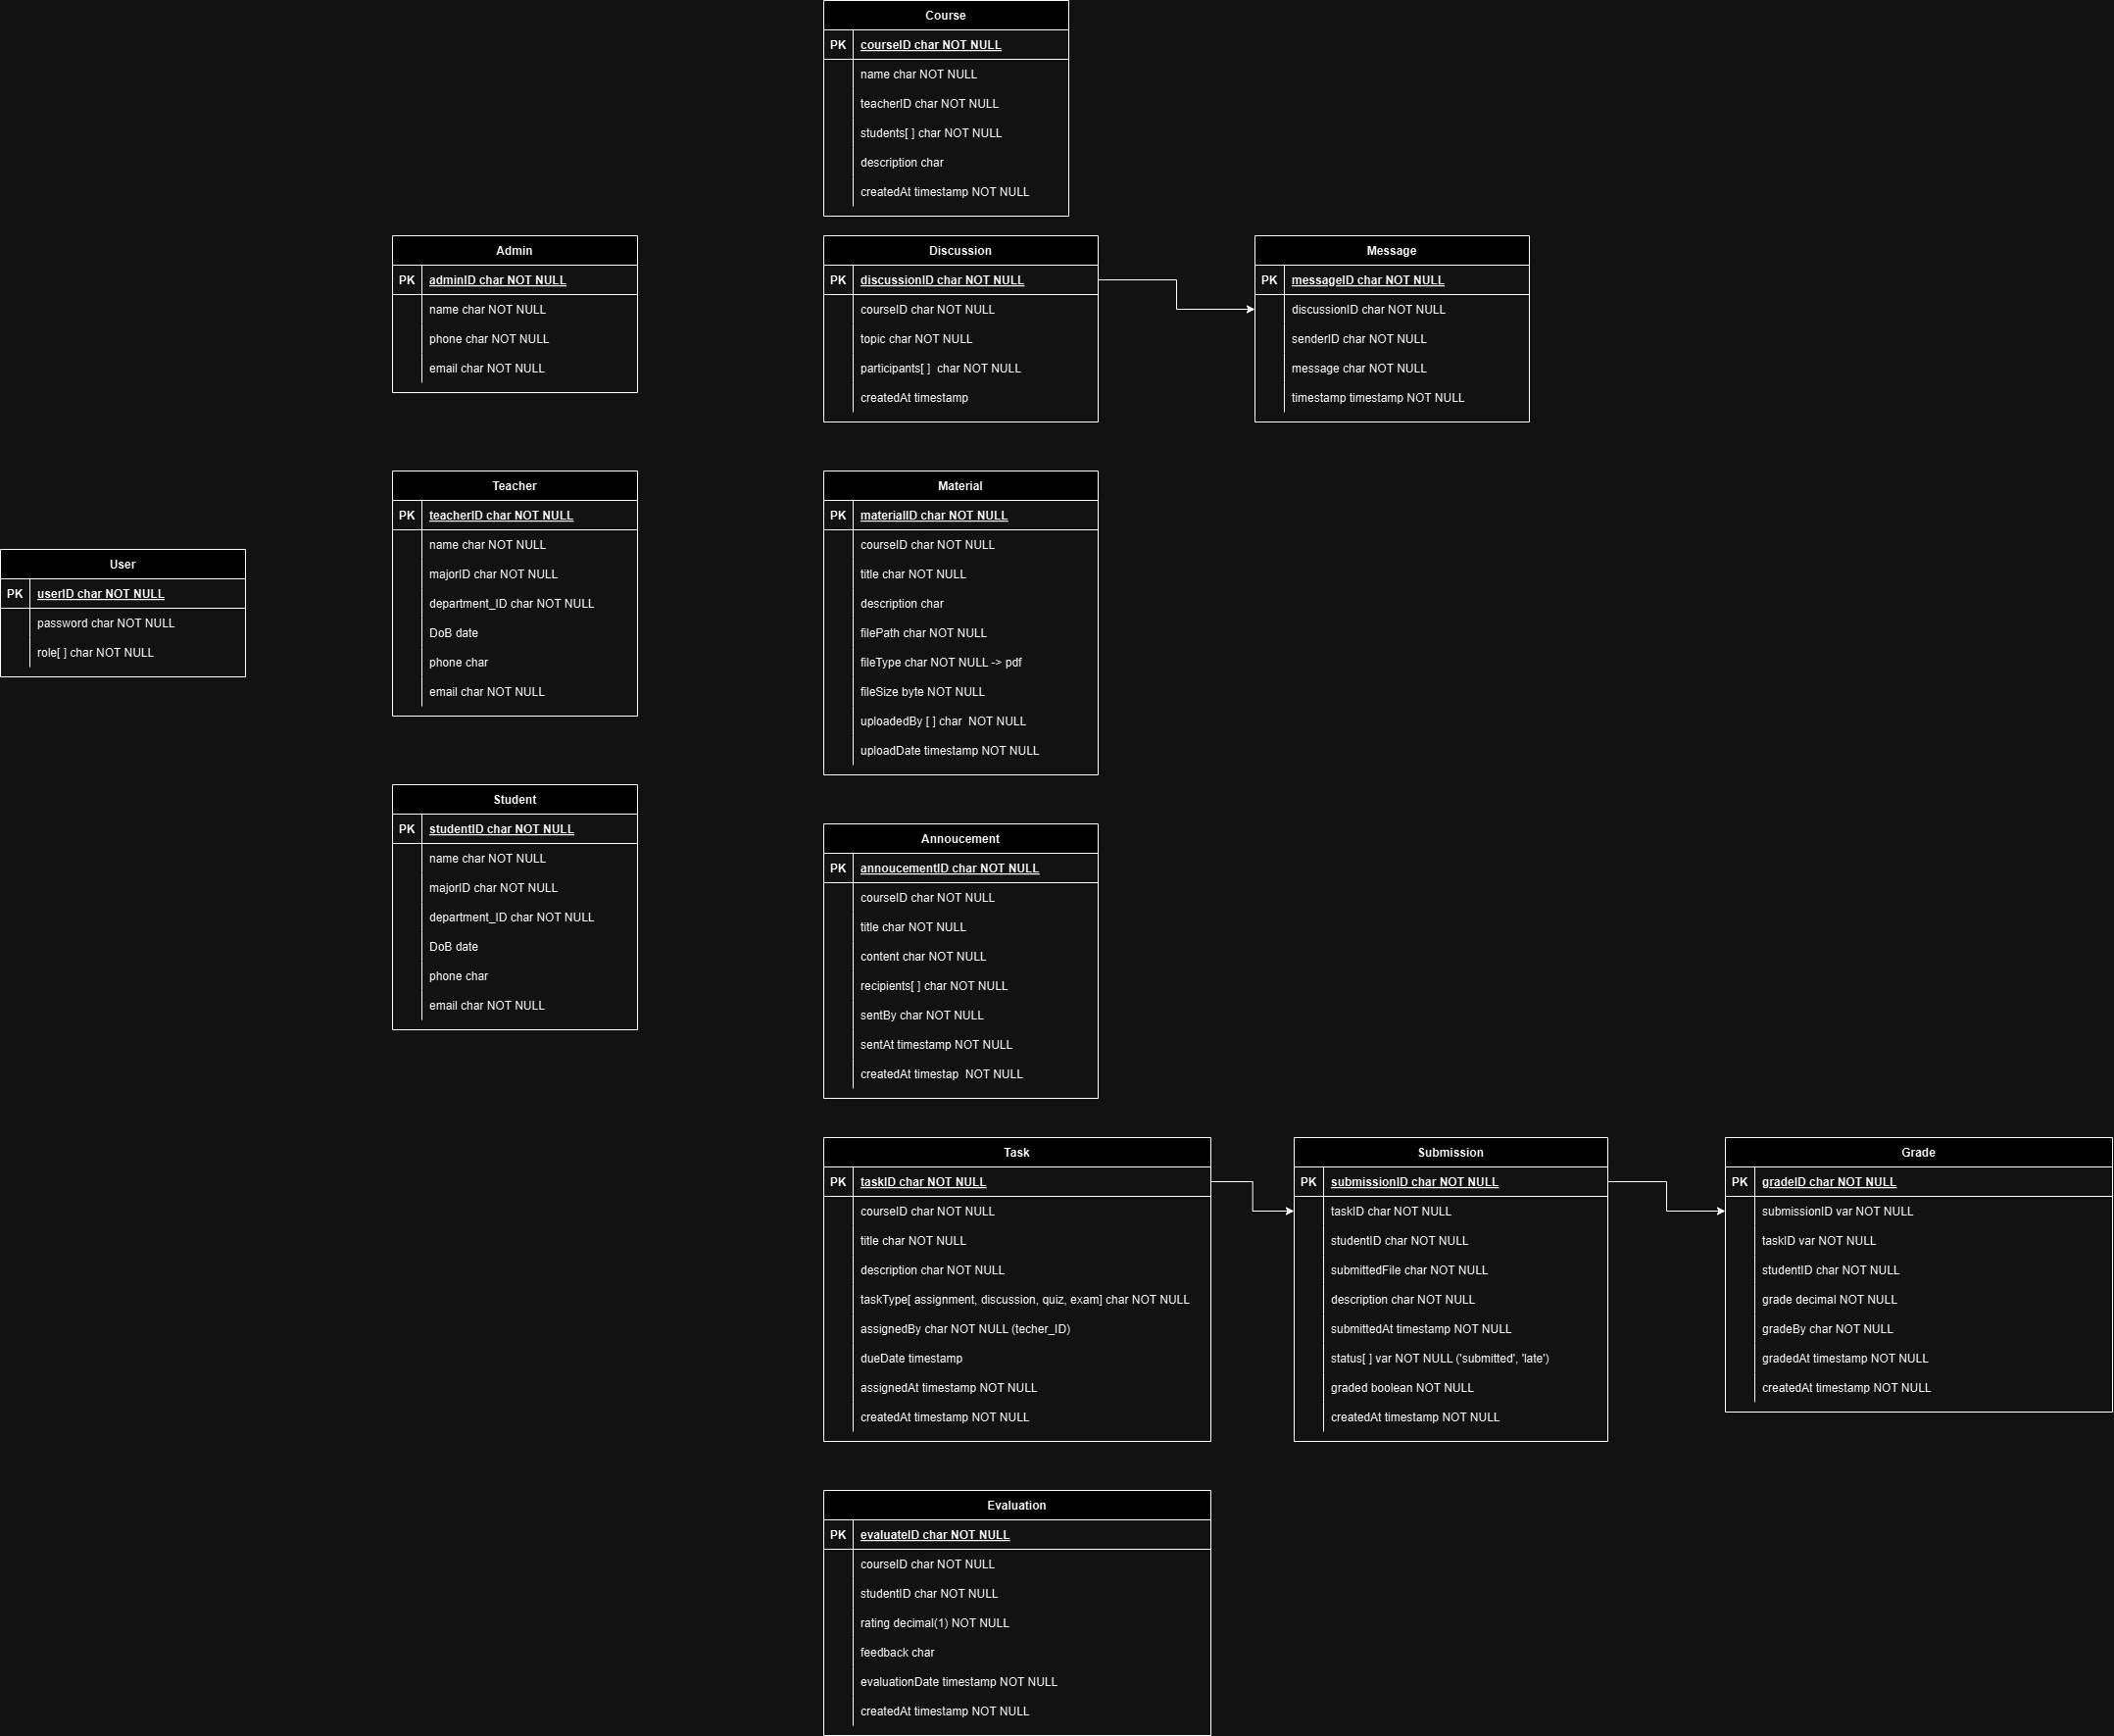 Course
PK courseID char NOT NULL
name char NOT NULL
teacherID char NOT NULL
students[ ] char NOT NULL
description char
createdAt timestamp NOT NULL
Admin
PK adminID char NOT NULL
name char NOT NULL
phone char NOT NULL
email char NOT NULL
Discussion
PK discussionID char NOT NULL
courseID char NOT NULL
topic char NOT NULL
participants[ ]  char NOT NULL
createdAt timestamp
Message
PK messageID char NOT NULL
discussionID char NOT NULL
senderID char NOT NULL
message char NOT NULL
timestamp timestamp NOT NULL
Teacher
PK teacherID char NOT NULL
name char NOT NULL
majorID char NOT NULL
department_ID char NOT NULL
DoB date
phone char
email char NOT NULL
Material
PK materialID char NOT NULL
courseID char NOT NULL
title char NOT NULL
description char
filePath char NOT NULL
fileType char NOT NULL -> pdf
fileSize byte NOT NULL
uploadedBy [ ] char  NOT NULL
uploadDate timestamp NOT NULL
User
PK userID char NOT NULL
password char NOT NULL
role[ ] char NOT NULL
Student
PK studentID char NOT NULL
name char NOT NULL
majorID char NOT NULL
department_ID char NOT NULL
DoB date
phone char
email char NOT NULL
Annoucement
PK annoucementID char NOT NULL
courseID char NOT NULL
title char NOT NULL
content char NOT NULL
recipients[ ] char NOT NULL
sentBy char NOT NULL
sentAt timestamp NOT NULL
createdAt timestap  NOT NULL
Task
PK taskID char NOT NULL
courseID char NOT NULL
title char NOT NULL
description char NOT NULL
taskType[ assignment, discussion, quiz, exam] char NOT NULL
assignedBy char NOT NULL (techer_ID)
dueDate timestamp
assignedAt timestamp NOT NULL
createdAt timestamp NOT NULL
Submission
PK submissionID char NOT NULL
taskID char NOT NULL
studentID char NOT NULL
submittedFile char NOT NULL
description char NOT NULL
submittedAt timestamp NOT NULL
status[ ] var NOT NULL ('submitted', 'late')
graded boolean NOT NULL
createdAt timestamp NOT NULL
Grade
PK gradeID char NOT NULL
submissionID var NOT NULL
taskID var NOT NULL
studentID char NOT NULL
grade decimal NOT NULL
gradeBy char NOT NULL
gradedAt timestamp NOT NULL
createdAt timestamp NOT NULL
Evaluation
PK evaluateID char NOT NULL
courseID char NOT NULL
studentID char NOT NULL
rating decimal(1) NOT NULL
feedback char
evaluationDate timestamp NOT NULL
createdAt timestamp NOT NULL